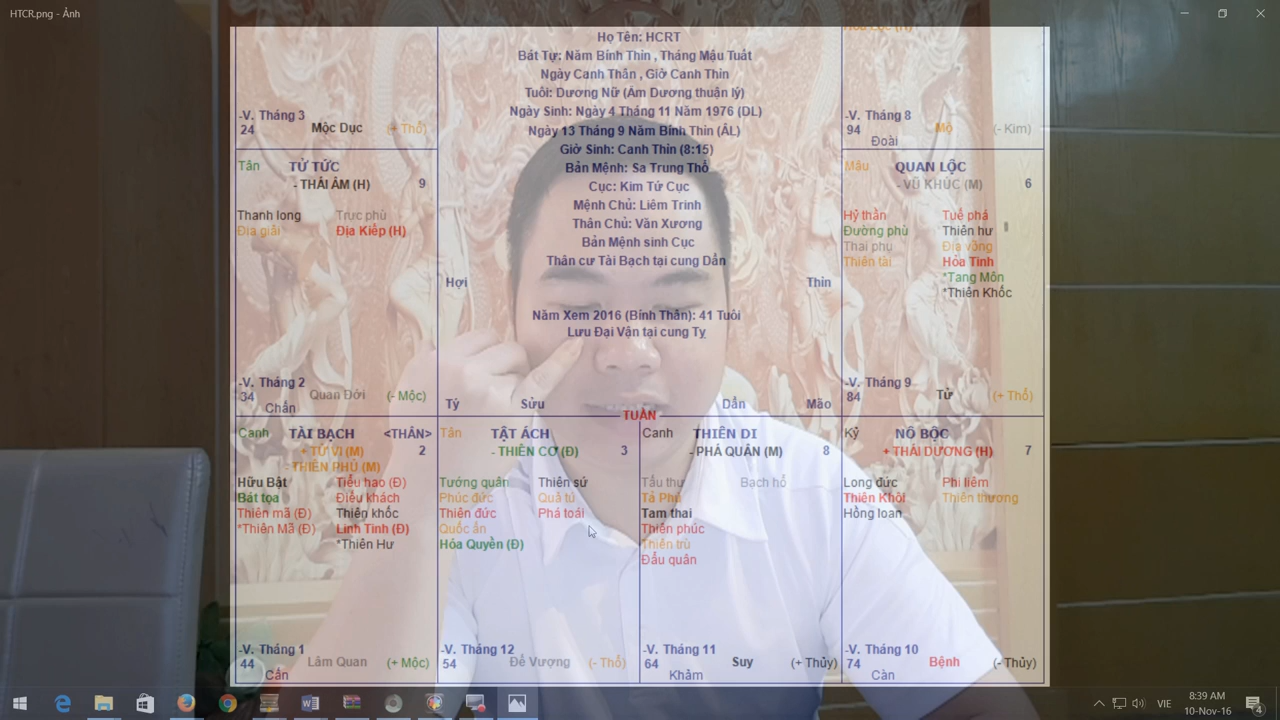 HTCR.png - Ảnh
Họ Tên: HCRT
Bát Tự: Năm Bính Thìn , Tháng Mậu Tuất
Ngày Canh Thân , Giờ Canh Thìn
Tuổi: Dương Nữ (Âm Dương thuận lý)
Ngày Sinh: Ngày 4 Tháng 11 Năm 1976 (DL)
Ngày 13 Tháng 9 Năm Bính Thìn (ÂL)
Giờ Sinh: Canh Thìn (8:15)
Bản Mệnh: Sa Trung Thổ
Cục: Kim Tứ Cục
Mệnh Chủ: Liêm Trinh
Thân Chủ: Văn Xương
Bản Mệnh sinh Cục
Thân cư Tài Bạch tại cung Dần
Hợi Thìn
Năm Xem 2016 (Bính Thân): 41 Tuổi
Lưu Đại Vận tại cung Tỵ
Tý Sửu Dần Mão
TUẦN
-V. Tháng 3
24 Mộc Dục (+ Thổ)
-V. Tháng 8
94 Mộ (- Kim)
Đoài
Tân TỬ TỨC
- THÁI ÂM (H) 9
Thanh long Trực phù
Địa giải Địa Kiếp (H)
-V. Tháng 2
34 Quan Đới (- Mộc)
Chấn
Mậu QUAN LỘC
- VŨ KHÚC (M) 6
Hỷ thần Tuế phá
Đường phù Thiên hư
Thai phụ Địa võng
Thiên tài Hỏa Tinh
*Tang Môn
*Thiên Khốc
-V. Tháng 9
84 Tử (+ Thổ)
Canh TÀI BẠCH <THÂN>
+ TỬ VI (M) 2
THIÊN PHỦ (M)
Hữu Bật Tiểu hao (Đ)
Bát tọa Điếu khách
Thiên mã (Đ) Thiên khốc
*Thiên Mã (Đ) Linh Tinh (Đ)
*Thiên Hư
-V. Tháng 1
44 Lâm Quan (+ Mộc)
Cấn
Tân TẬT ÁCH
- THIÊN CƠ (Đ) 3
Tướng quân Thiên sứ
Phúc đức Quả tú
Thiên đức Phá toái
Quốc ấn
Hóa Quyền (Đ)
-V. Tháng 12
54 Đế Vượng (- Thổ)
Canh THIÊN DI
- PHÁ QUÂN (M) 8
Tấu thư Bạch hổ
Tả Phù
Tam thai
Thiên phúc
Thiên trù
Đẩu quân
-V. Tháng 11
64 Suy (+ Thủy)
Khảm
Kỷ NÔ BỘC
+ THÁI DƯƠNG (H) 7
Long đức Phi liêm
Thiên Khôi Thiên thương
Hồng loan
-V. Tháng 10
74 Bệnh (- Thủy)
Càn
VIE
8:39 AM
10-Nov-16
4